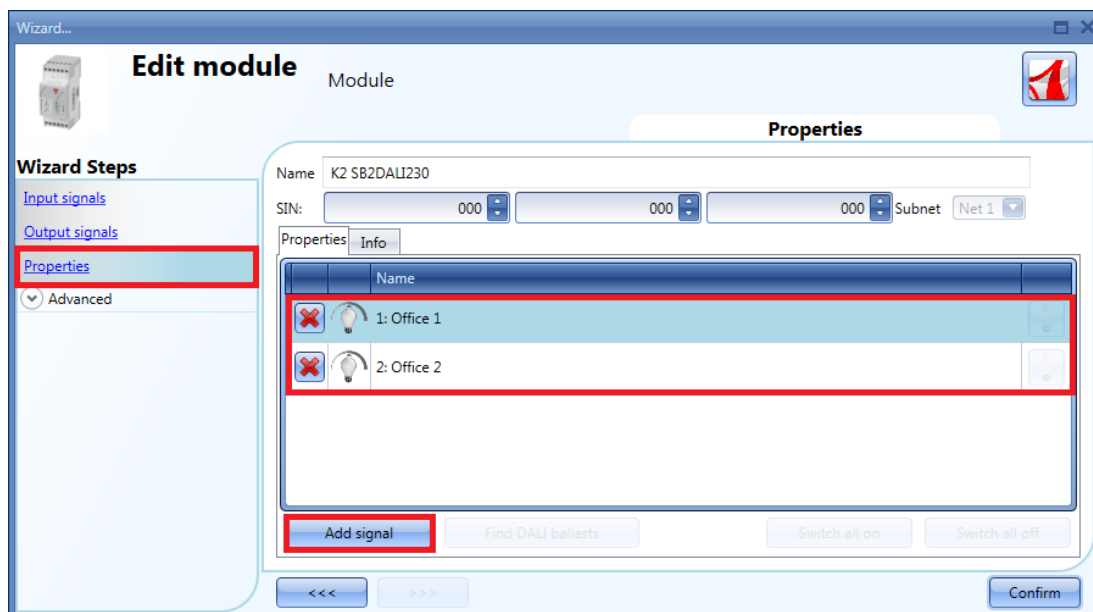 Wizard...
Edit module
Module
Properties
Wizard Steps
Input signals
Output signals
Properties
Advanced
Name K2 SB2DALI230
SIN: 000 000 000 Subnet Net 1
Properties Info
Name
1: Office 1
2: Office 2
Add signal Find DALI ballasts Switch all on Switch all off
<<< >>> Confirm